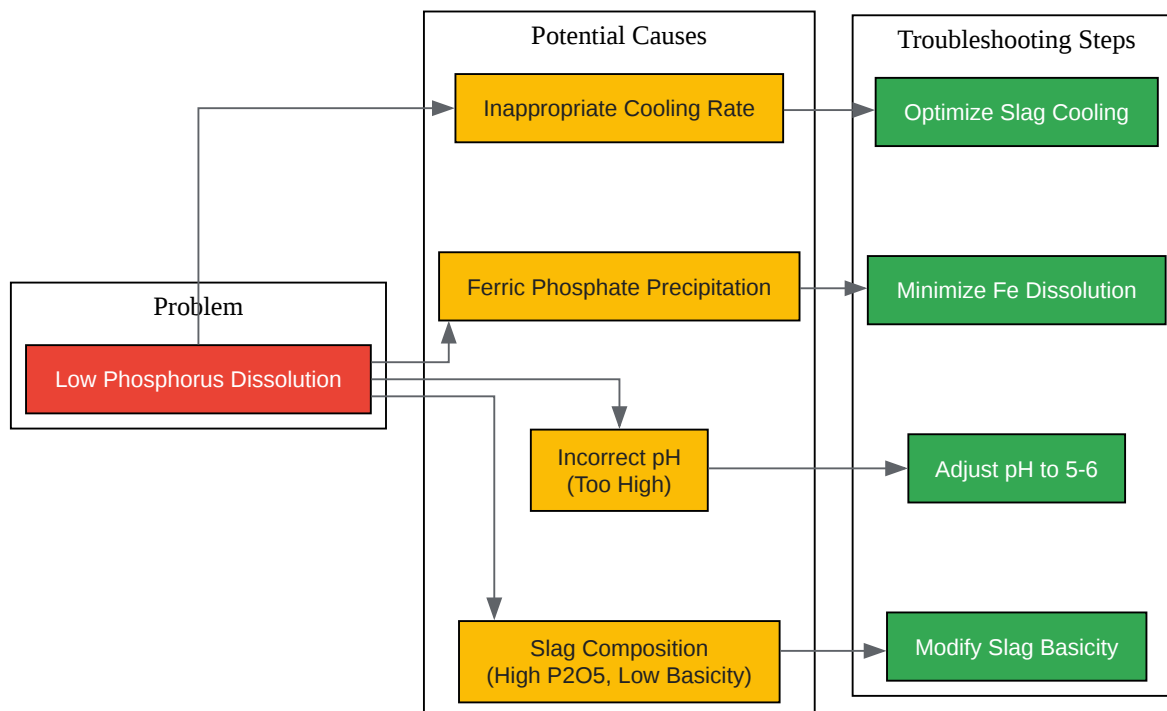 Potential Causes
Troubleshooting Steps
Inappropriate Cooling Rate
Optimize Slag Cooling
Ferric Phosphate Precipitation
Minimize Fe Dissolution
Problem
Low Phosphorus Dissolution
Incorrect pH
(Too High)
Adjust pH to 5-6
Slag Composition
(High P2O5, Low Basicity)
Modify Slag Basicity